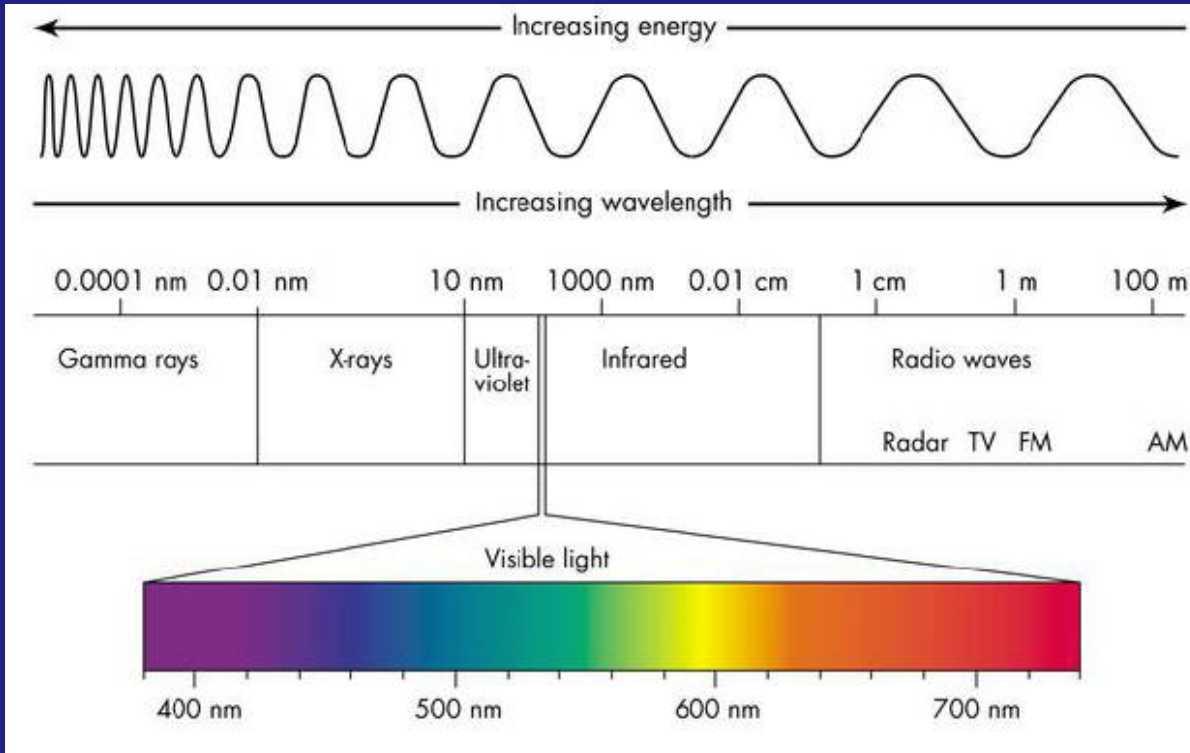 Increasing energy
Increasing wavelength
0.0001 nm 0.01 nm 10 nm 1000 nm 0.01 cm 1 cm 1 m 100 m
Gamma rays X-rays Ultra-
violet Infrared Radio waves
Radar TV FM AM
Visible light
400 nm 500 nm 600 nm 700 nm